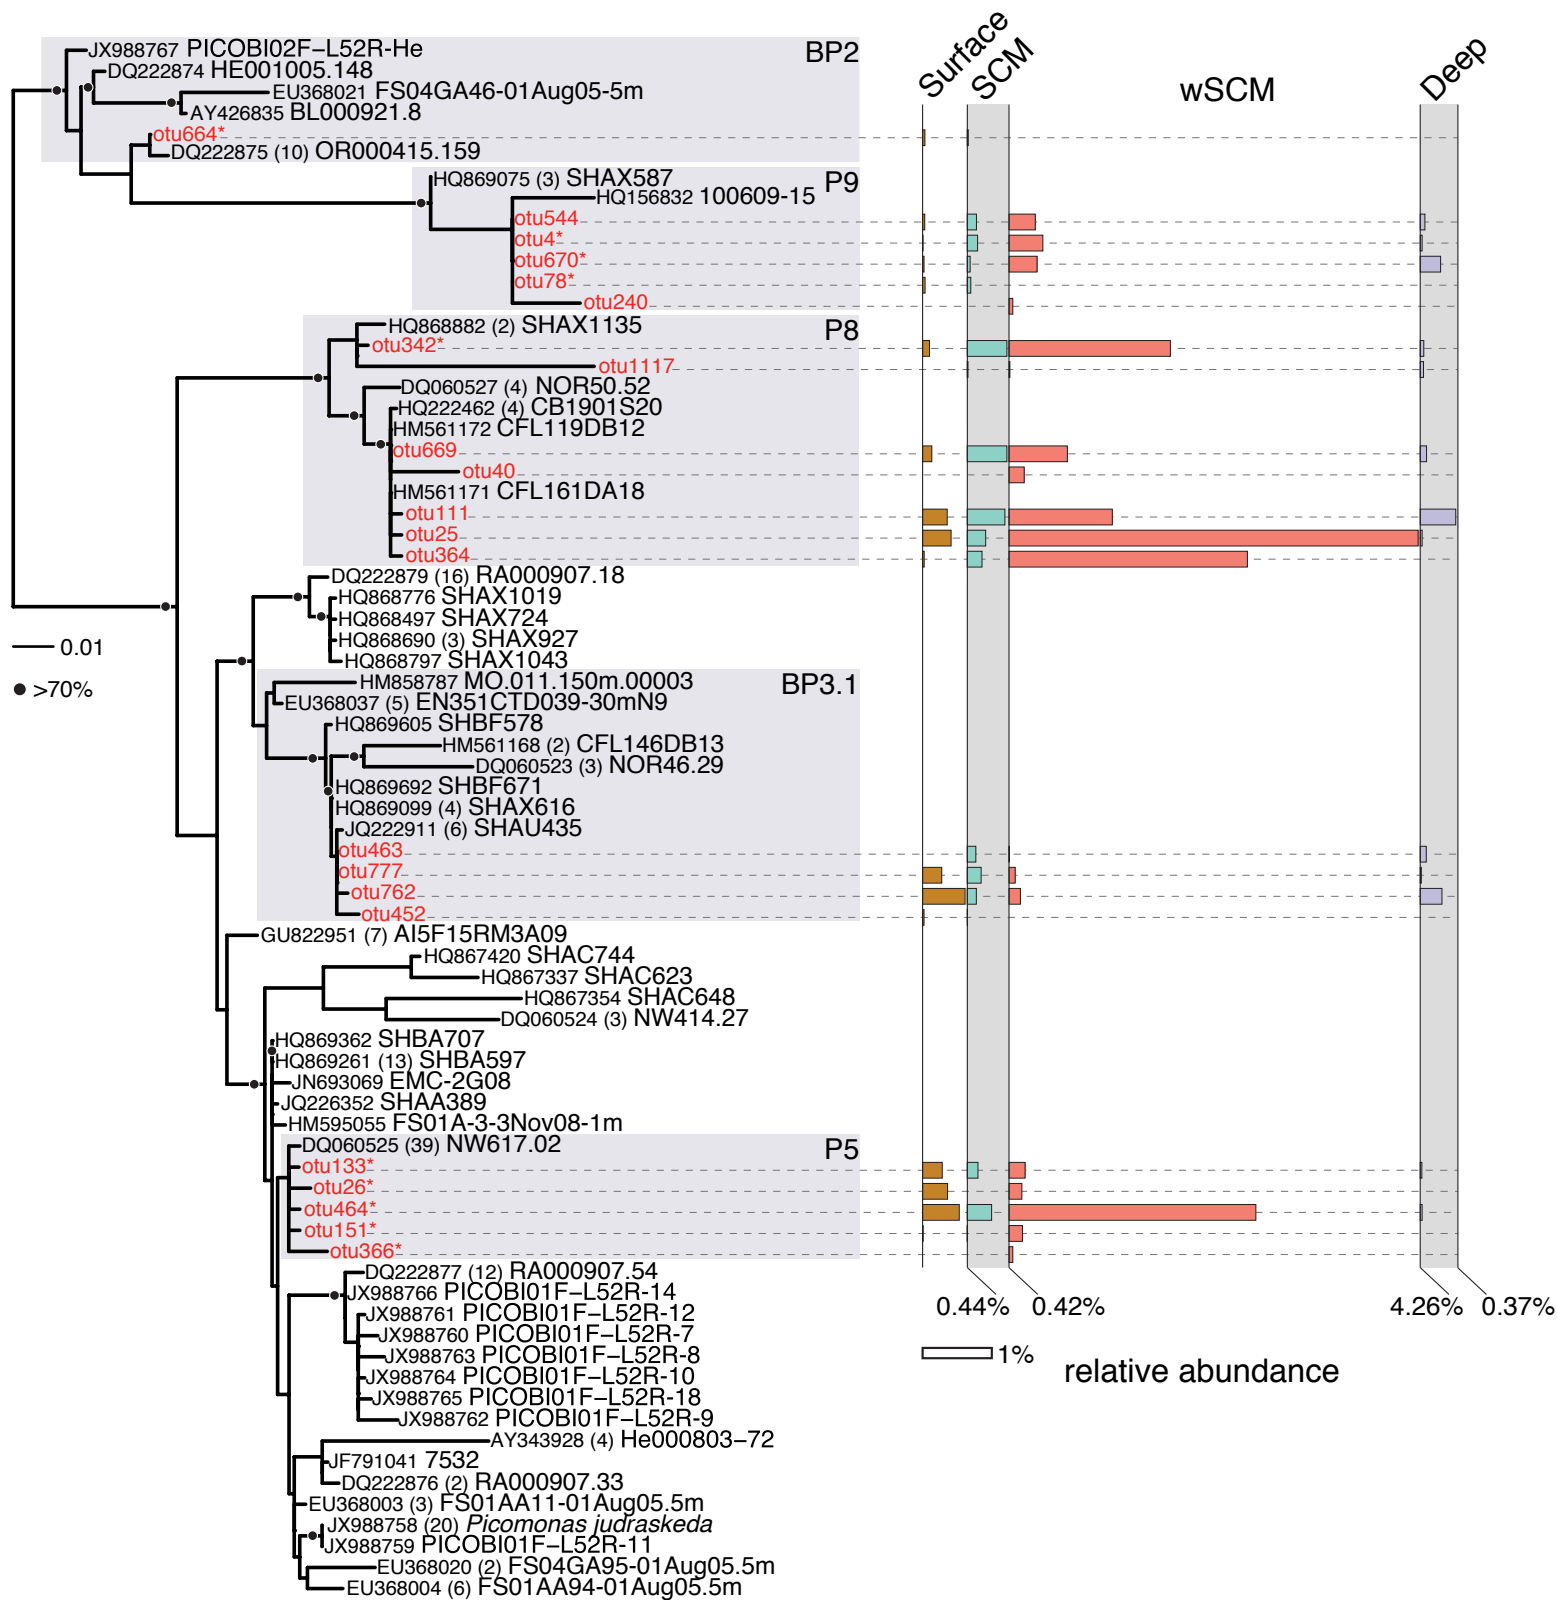 Surface
SCM
wSCM
Deep
JX988767 PICOBI02F–L52R-He
BP2
DQ222874 HE001005.148
EU368021 FS04GA46-01Aug05-5m
AY426835 BL000921.8
otu664*
DQ222875 (10) OR000415.159
HQ869075 (3) SHAX587
P9
HQ156832 100609-15
otu544
otu4*
otu670*
otu78*
otu240
HQ868882 (2) SHAX1135
P8
otu342*
otu1117
DQ060527 (4) NOR50.52
HQ222462 (4) CB1901S20
HM561172 CFL119DB12
otu669
otu40
HM561171 CFL161DA18
otu111
otu25
otu364
DQ222879 (16) RA000907.18
HQ868776 SHAX1019
HQ868497 SHAX724
HQ868690 (3) SHAX927
0.01
HQ868797 SHAX1043
>70%
HM858787 MO.011.150m.00003
BP3.1
EU368037 (5) EN351CTD039-30mN9
HQ869605 SHBF578
HM561168 (2) CFL146DB13
DQ060523 (3) NOR46.29
HQ869692 SHBF671
HQ869099 (4) SHAX616
JQ222911 (6) SHAU435
otu463
otu777
otu762
otu452
GU822951 (7) AI5F15RM3A09
HQ867420 SHAC744
HQ867337 SHAC623
HQ867354 SHAC648
DQ060524 (3) NW414.27
HQ869362 SHBA707
HQ869261 (13) SHBA597
JN693069 EMC-2G08
JQ226352 SHAA389
HM595055 FS01A-3-3Nov08-1m
DQ060525 (39) NW617.02
P5
otu133*
otu26*
otu464*
otu151*
otu366*
DQ222877 (12) RA000907.54
JX988766 PICOBI01F–L52R-14
0.44% 0.42% 4.26% 0.37%
JX988761 PICOBI01F–L52R-12
JX988760 PICOBI01F–L52R-7
JX988763 PICOBI01F–L52R-8
1%
relative abundance
JX988764 PICOBI01F–L52R-10
JX988765 PICOBI01F–L52R-18
JX988762 PICOBI01F–L52R-9
AY343928 (4) He000803–72
JF791041 7532
DQ222876 (2) RA000907.33
EU368003 (3) FS01AA11-01Aug05.5m
JX988758 (20) Picomonas judraskeda
JX988759 PICOBI01F–L52R-11
EU368020 (2) FS04GA95-01Aug05.5m
EU368004 (6) FS01AA94-01Aug05.5m